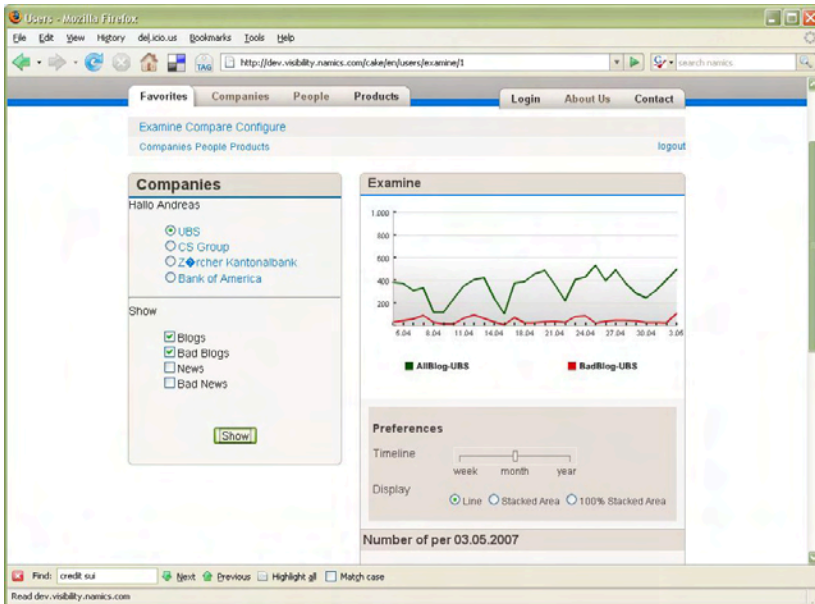 Users - Mozilla Firefox
File Edit View History del.icio.us Bookmarks Tools Help
TAG http://dev.visibility.namics.com/cake/en/users/examine/1 search namics
Favorites Companies People Products Login About Us Contact
Examine Compare Configure
Companies People Products logout
Companies
Hallo Andreas
UBS
CS Group
Z�rcher Kantonalbank
Bank of America
Show
Blogs
Bad Blogs
News
Bad News
Show
Examine
1.000
800
600
400
200
6.04 8.04 11.04 14.04 18.04 21.04 24.04 27.04 30.04 3.05
AllBlog-UBS BadBlog-UBS
Preferences
Timeline
week month year
Display
Line Stacked Area 100% Stacked Area
Number of per 03.05.2007
Find: credit sui Next Previous Highlight all Match case
Read dev.visibility.namics.com